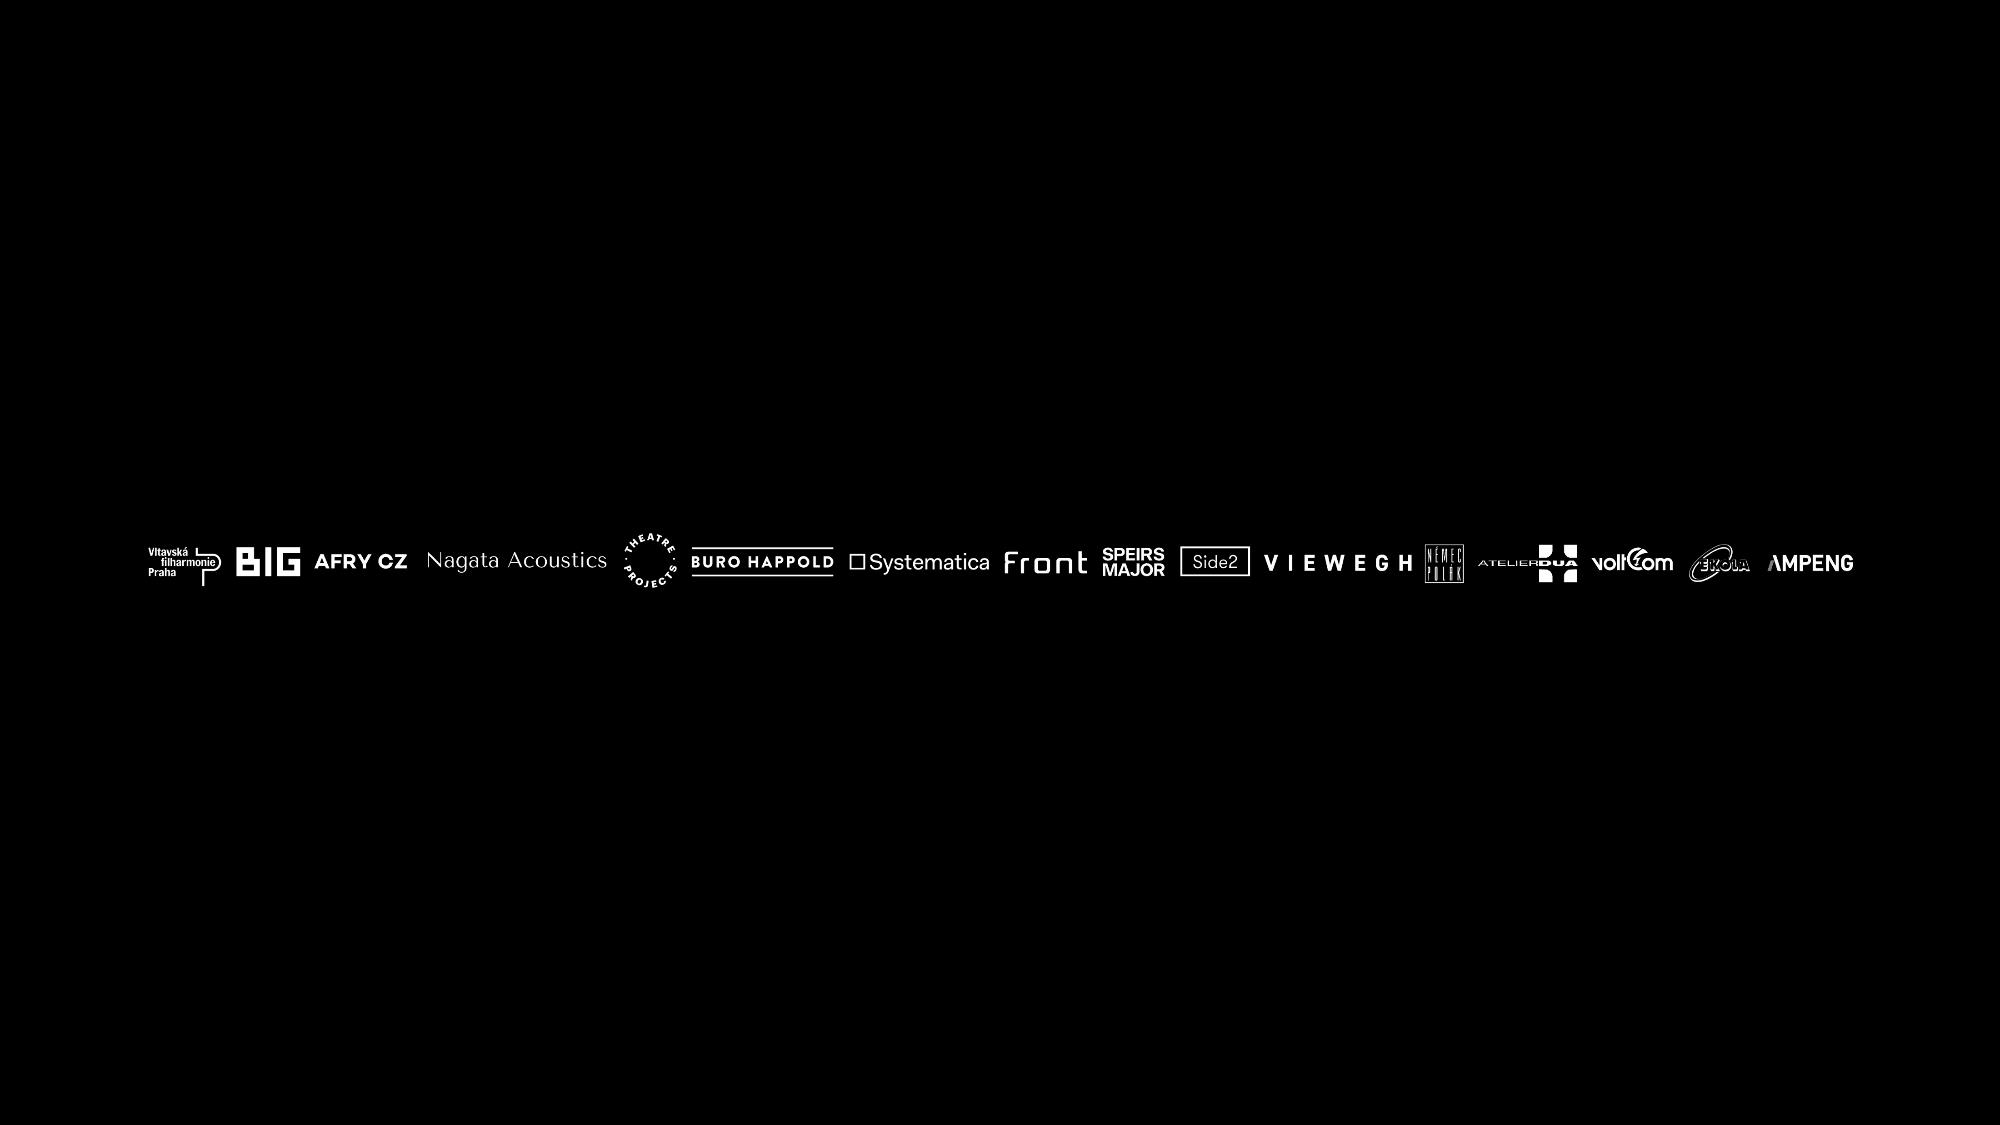 Vltavská
filharmonie
Praha
BIG
AFRY CZ
Nagata Acoustics
THEATRE
PROJECTS
BURO HAPPOLD
Systematica
Front
SPEIRS
MAJOR
Side2
VIEWEGH
NĚMEC
POLÁK
ATELIER DUA
voltCom
EKOLA
AMPENG